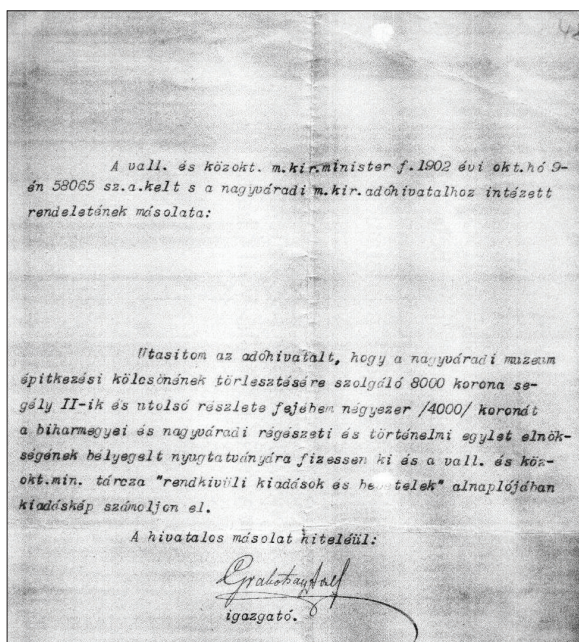 42
A vall. és közokt. m.kir.minister f.1902 évi okt.hó 9-
én 58065 sz.a.kelt s a nagyváradi m.kir.adóhivatalhoz intézett
rendeletének másolata:
Utasitom az adóhivatalt, hogy a nagyváradi muzeum
épitkezési kölcsönének törlesztésére szolgáló 8000 korona se-
gély II-ik és utolsó részlete fejében négyezer /4000/ koronát
a biharmegyei és nagyváradi régészeti és történelmi egylet elnök-
ségének bélyegelt nyugtatványára fizessen ki és a vall. és köz-
okt.min. tárcza "rendkivüli kiadások és bevételek" alnaplójában
kiadáskép számoljon el.
A hivatalos másolat hiteléül:
igazgató.